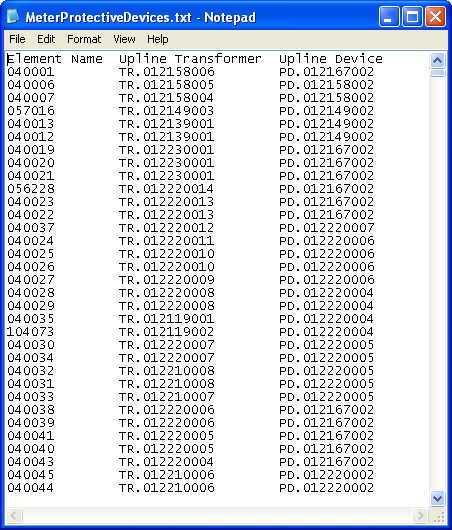 MeterProtectiveDevices.txt - Notepad
File Edit Format View Help
Element Name Upline Transformer Upline Device
040001 TR.012158006 PD.012167002
040006 TR.012158005 PD.012158002
040007 TR.012158004 PD.012158002
057016 TR.012149003 PD.012149002
040013 TR.012139001 PD.012149002
040012 TR.012139001 PD.012149002
040019 TR.012230001 PD.012167002
040020 TR.012230001 PD.012167002
040021 TR.012230001 PD.012167002
056228 TR.012220014 PD.012167002
040023 TR.012220013 PD.012167002
040022 TR.012220013 PD.012167002
040037 TR.012220012 PD.012220007
040024 TR.012220011 PD.012220006
040025 TR.012220010 PD.012220006
040026 TR.012220010 PD.012220006
040027 TR.012220009 PD.012220006
040028 TR.012220008 PD.012220004
040029 TR.012220008 PD.012220004
040035 TR.012119001 PD.012220004
104073 TR.012119002 PD.012220004
040030 TR.012220007 PD.012220005
040034 TR.012220007 PD.012220005
040032 TR.012210008 PD.012220005
040031 TR.012210008 PD.012220005
040033 TR.012210007 PD.012220005
040038 TR.012220006 PD.012167002
040039 TR.012220006 PD.012167002
040041 TR.012220005 PD.012167002
040040 TR.012220005 PD.012167002
040043 TR.012220004 PD.012167002
040045 TR.012210006 PD.012220002
040044 TR.012210006 PD.012220002